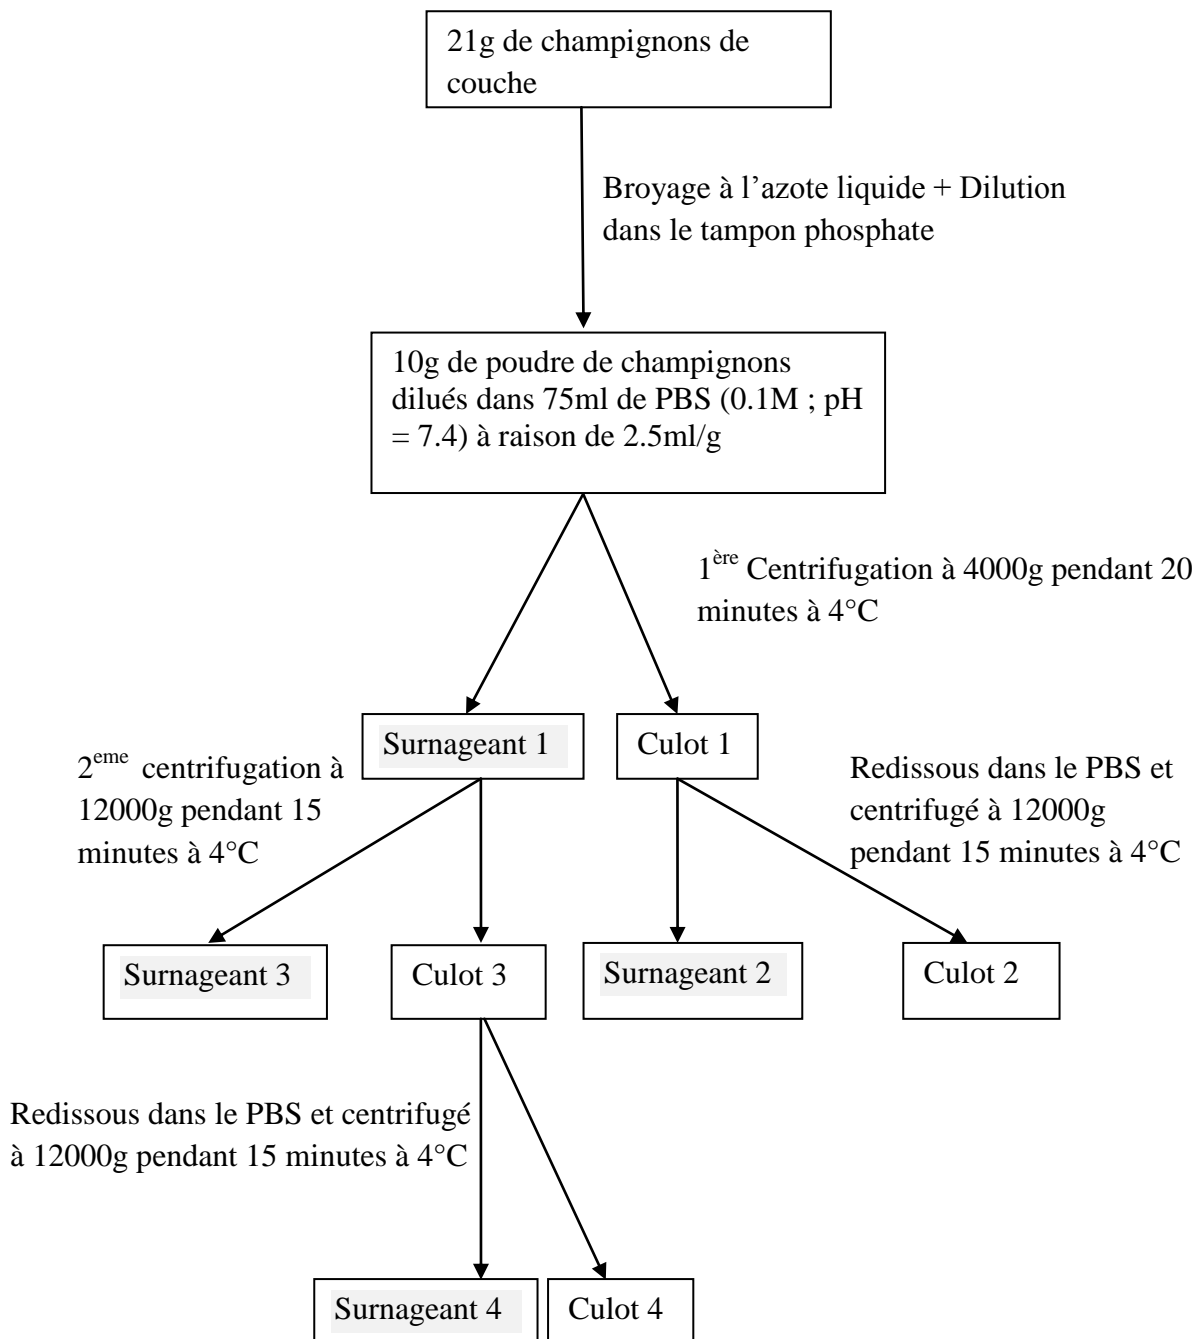 21g de champignons de
couche
Broyage à l’azote liquide + Dilution
dans le tampon phosphate
10g de poudre de champignons
dilués dans 75ml de PBS (0.1M ; pH
= 7.4) à raison de 2.5ml/g
1ère Centrifugation à 4000g pendant 20
minutes à 4°C
Surnageant 1
Culot 1
2eme centrifugation à
12000g pendant 15
minutes à 4°C
Redissous dans le PBS et
centrifugé à 12000g
pendant 15 minutes à 4°C
Surnageant 3
Culot 3
Surnageant 2
Culot 2
Redissous dans le PBS et centrifugé
à 12000g pendant 15 minutes à 4°C
Surnageant 4
Culot 4